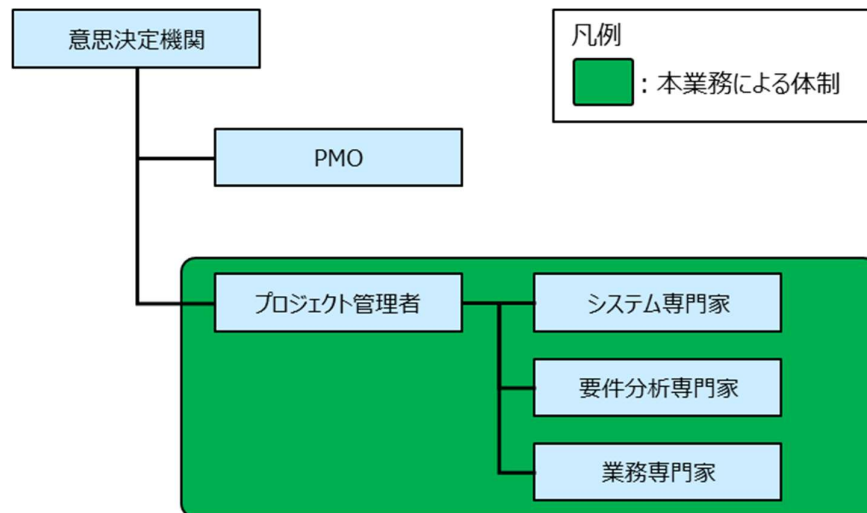 意思決定機関
凡例
：本業務による体制
PMO
プロジェクト管理者
システム専門家
要件分析専門家
業務専門家